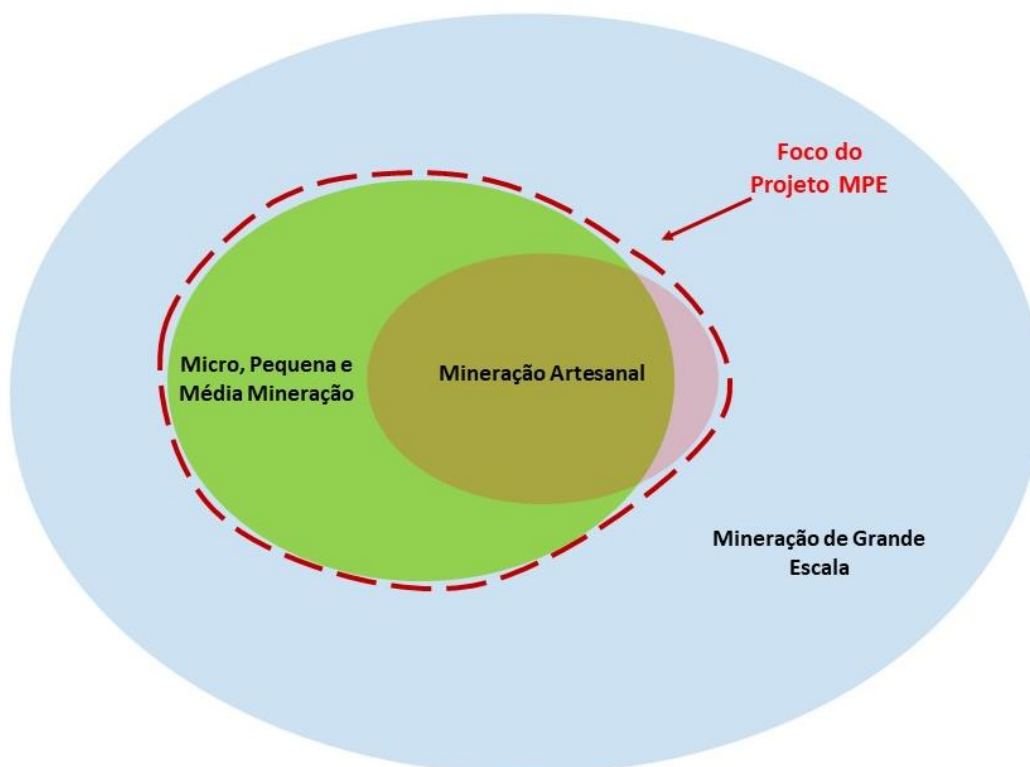 Foco do
Projeto MPE
Micro, Pequena e
Média Mineração
Mineração Artesanal
Mineração de Grande
Escala